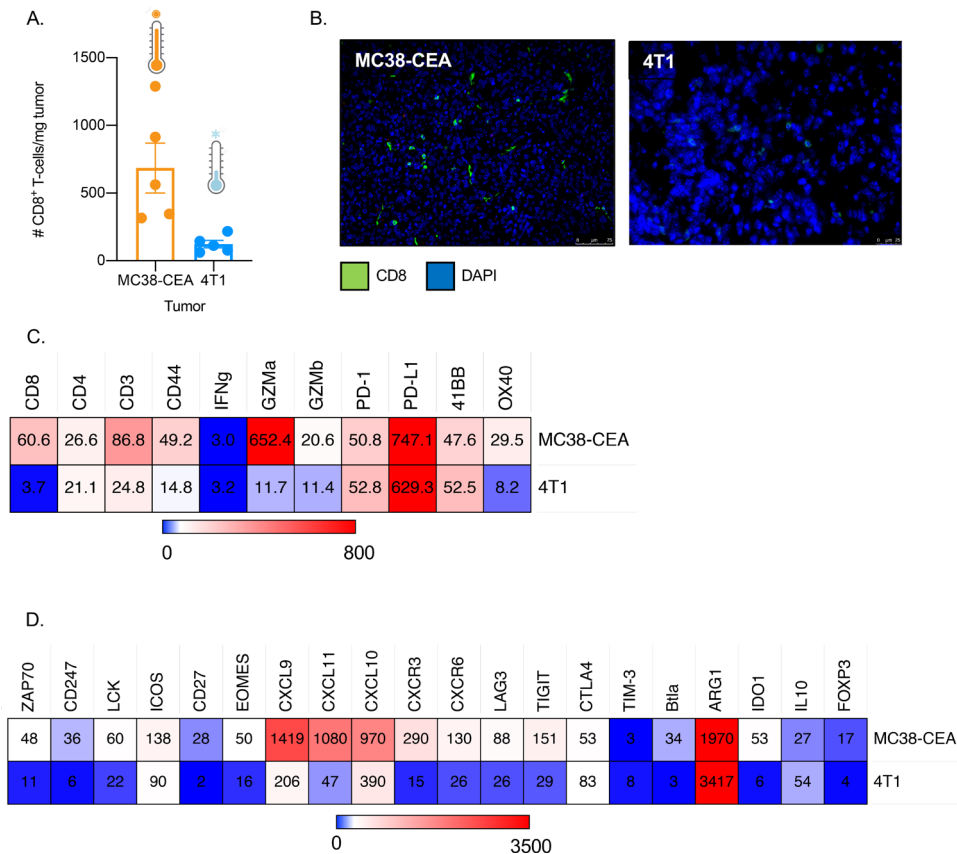 A.
1500
1000
500
0
# CD8+ T-cells/mg tumor
MC38-CEA 4T1
Tumor
B.
MC38-CEA
4T1
0 µm 75
0 µm 25
CD8 DAPI
C.
CD8 CD4 CD3 CD44 IFNg GZMa GZMb PD-1 PD-L1 41BB OX40
60.6 26.6 86.8 49.2 3.0 652.4 20.6 50.8 747.1 47.6 29.5 MC38-CEA
3.7 21.1 24.8 14.8 3.2 11.7 11.4 52.8 629.3 52.5 8.2 4T1
0 800
D.
ZAP70 CD247 LCK ICOS CD27 EOMES CXCL9 CXCL11 CXCL10 CXCR3 CXCR6 LAG3 TIGIT CTLA4 TIM-3 Btla ARG1 IDO1 IL10 FOXP3
48 36 60 138 28 50 1419 1080 970 290 130 88 151 53 3 34 1970 53 27 17 MC38-CEA
11 6 22 90 2 16 206 47 390 15 26 26 29 83 8 3 3417 6 54 4 4T1
0 3500